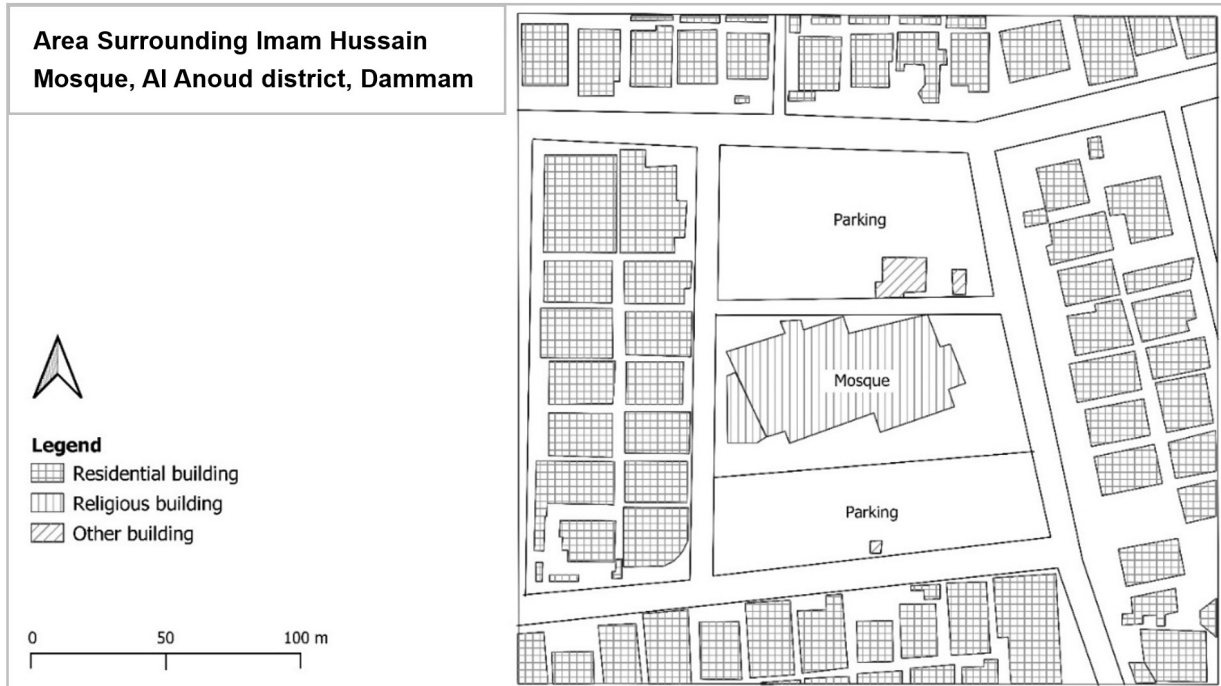 Area Surrounding Imam Hussain
Mosque, Al Anoud district, Dammam
Parking
Mosque
Parking
Legend
Residential building
Religious building
Other building
0 50 100 m